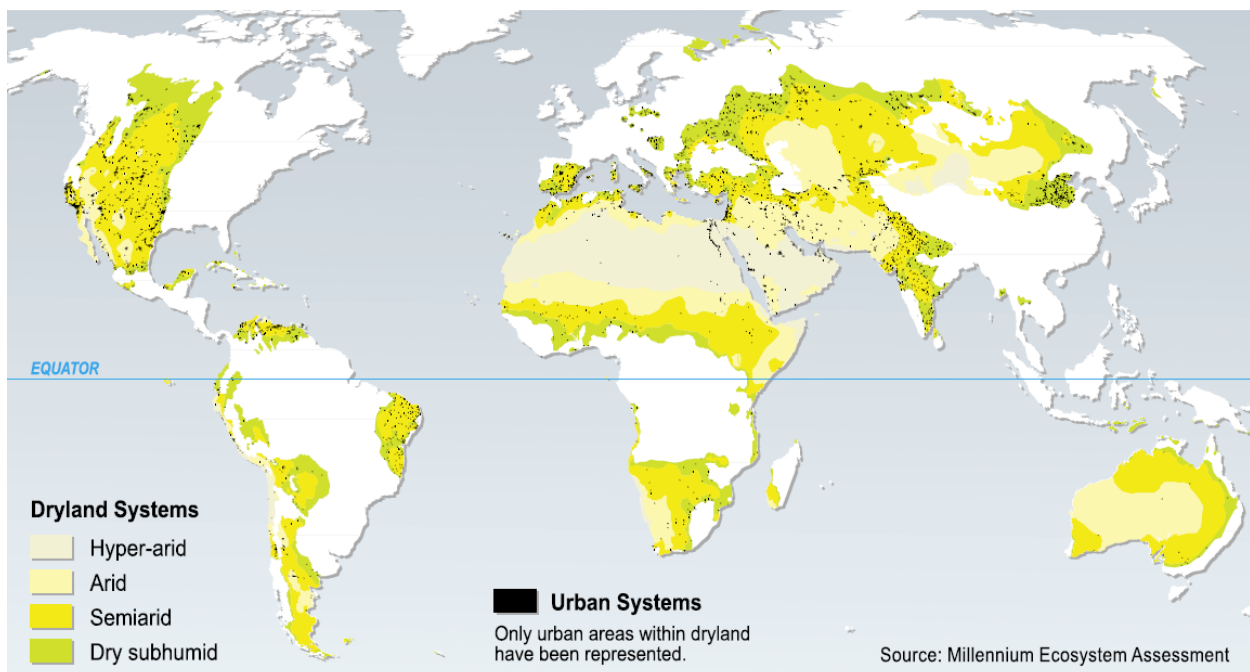 EQUATOR
Dryland Systems
Hyper-arid
Arid
Semiarid
Dry subhumid
Urban Systems
Only urban areas within dryland
have been represented.
Source: Millennium Ecosystem Assessment